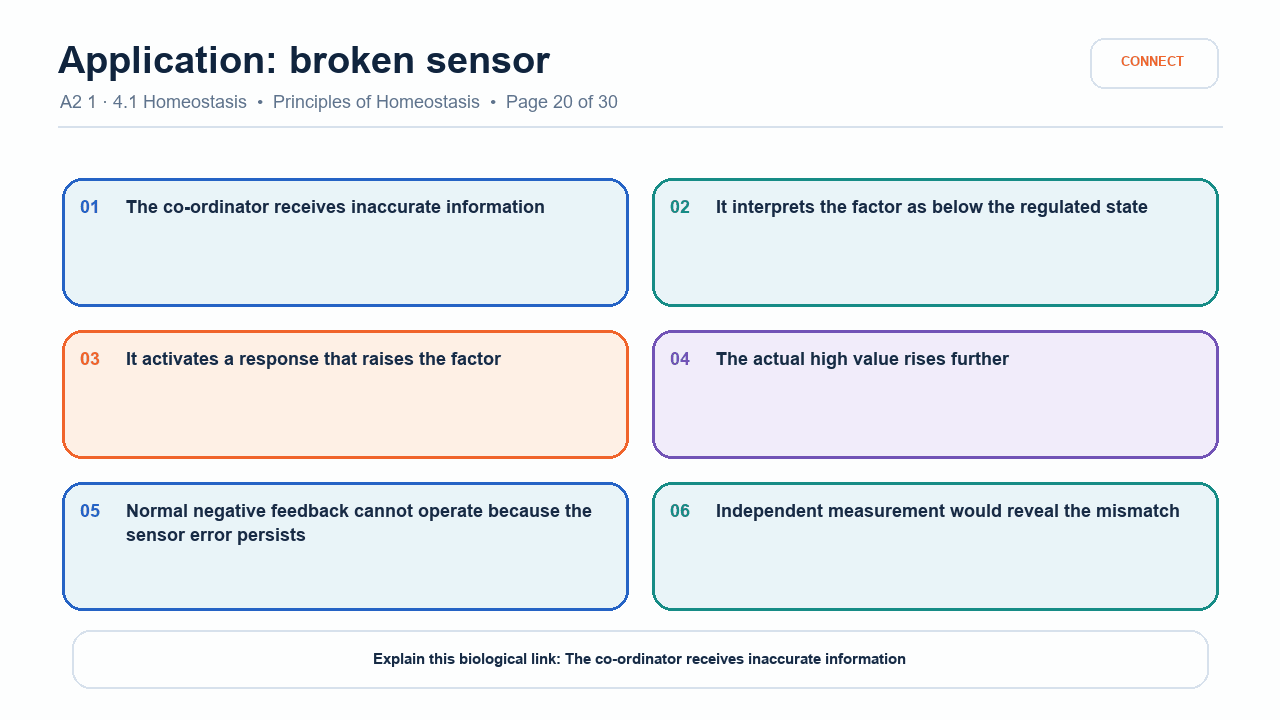 Application: broken sensor
CONNECT
A2 1 · 4.1 Homeostasis • Principles of Homeostasis • Page 20 of 30
01 The co-ordinator receives inaccurate information
02 It interprets the factor as below the regulated state
03 It activates a response that raises the factor
04 The actual high value rises further
05 Normal negative feedback cannot operate because the
sensor error persists
06 Independent measurement would reveal the mismatch
Explain this biological link: The co-ordinator receives inaccurate information